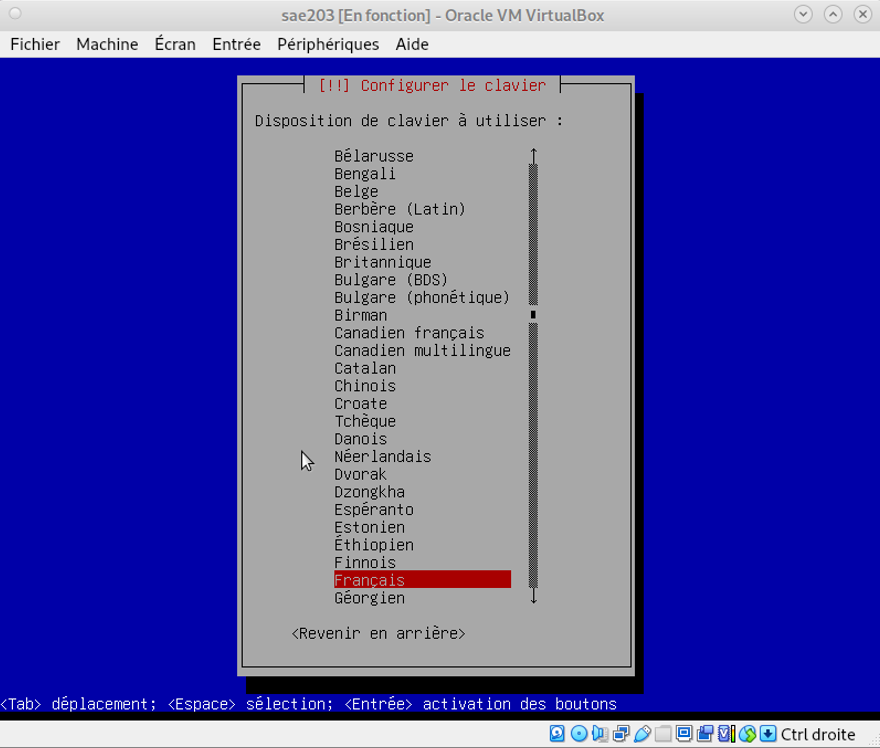 sae203 [En fonction] - Oracle VM VirtualBox
Fichier Machine Écran Entrée Périphériques Aide
[!!] Configurer le clavier
Disposition de clavier à utiliser :
Bélarusse
Bengali
Belge
Berbère (Latin)
Bosniaque
Brésilien
Britannique
Bulgare (BDS)
Bulgare (phonétique)
Birman
Canadien français
Canadien multilingue
Catalan
Chinois
Croate
Tchèque
Danois
Néerlandais
Dvorak
Dzongkha
Espéranto
Estonien
Éthiopien
Finnois
Français
Géorgien
<Revenir en arrière>
<Tab> déplacement; <Espace> sélection; <Entrée> activation des boutons
Ctrl droite